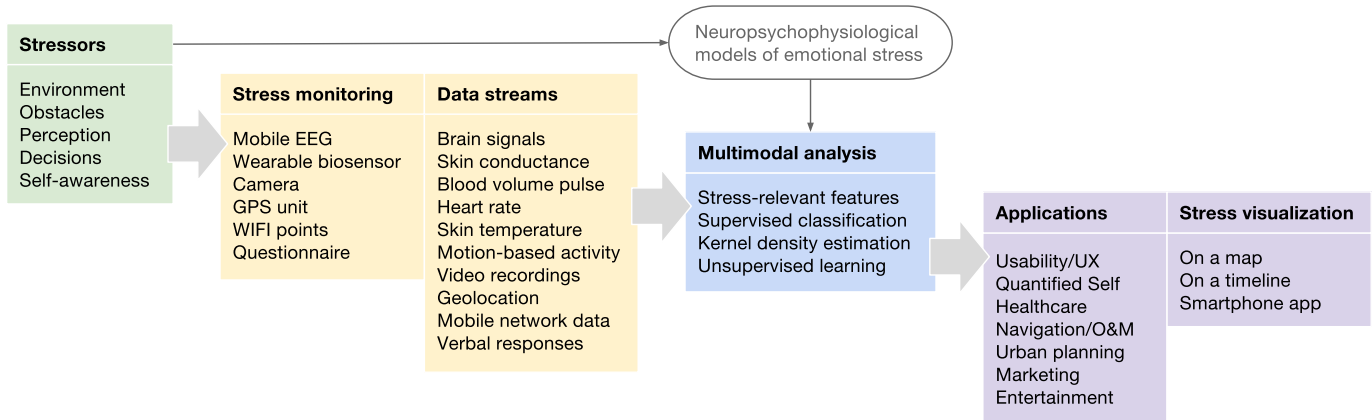 Stressors
Environment
Obstacles
Perception
Decisions
Self-awareness
Neuropsychophysiological
models of emotional stress
Stress monitoring
Mobile EEG
Wearable biosensor
Camera
GPS unit
WIFI points
Questionnaire
Data streams
Brain signals
Skin conductance
Blood volume pulse
Heart rate
Skin temperature
Motion-based activity
Video recordings
Geolocation
Mobile network data
Verbal responses
Multimodal analysis
Stress-relevant features
Supervised classification
Kernel density estimation
Unsupervised learning
Applications
Usability/UX
Quantified Self
Healthcare
Navigation/O&M
Urban planning
Marketing
Entertainment
Stress visualization
On a map
On a timeline
Smartphone app